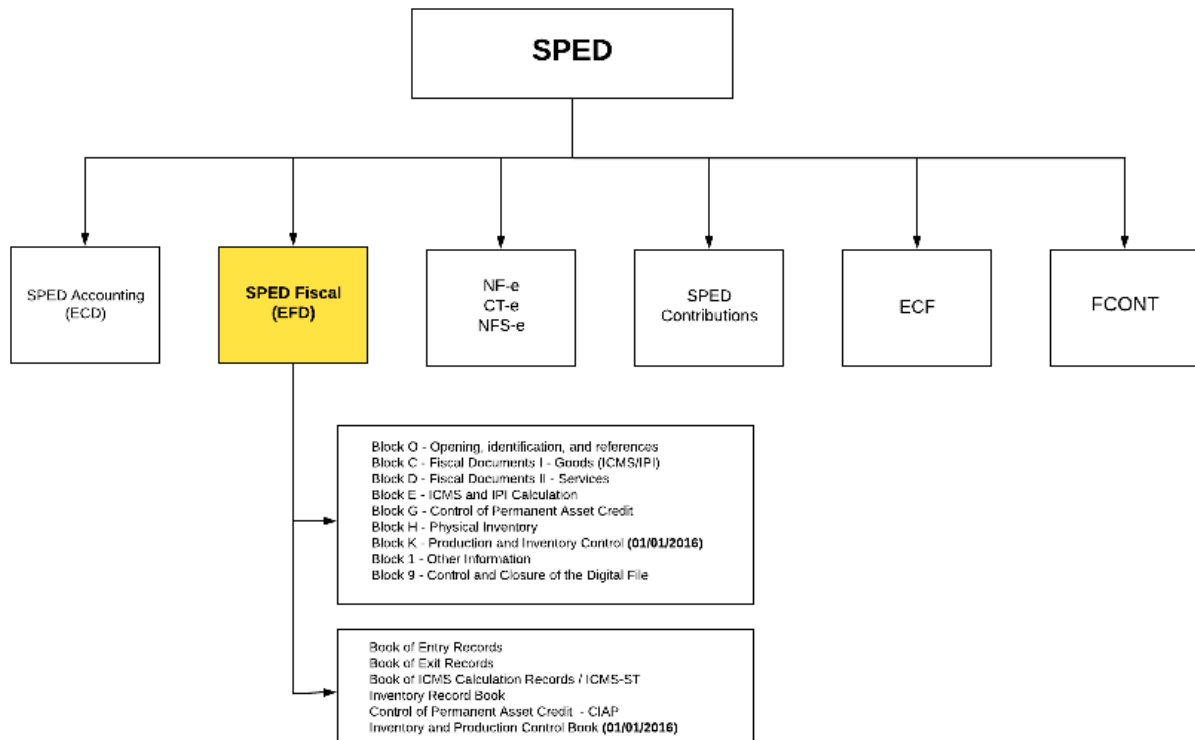 SPED
SPED Accounting
(ECD)
SPED Fiscal
(EFD)
NF-e
CT-e
NFS-e
SPED
Contributions
ECF
FCONT
Block O - Opening, identification, and references
Block C - Fiscal Documents I - Goods (ICMS/IPI)
Block D - Fiscal Documents II - Services
Block E - ICMS and IPI Calculation
Block G - Control of Permanent Asset Credit
Block H - Physical Inventory
Block K - Production and Inventory Control (01/01/2016)
Block 1 - Other Information
Block 9 - Control and Closure of the Digital File
Book of Entry Records
Book of Exit Records
Book of ICMS Calculation Records / ICMS-ST
Inventory Record Book
Control of Permanent Asset Credit - CIAP
Inventory and Production Control Book (01/01/2016)